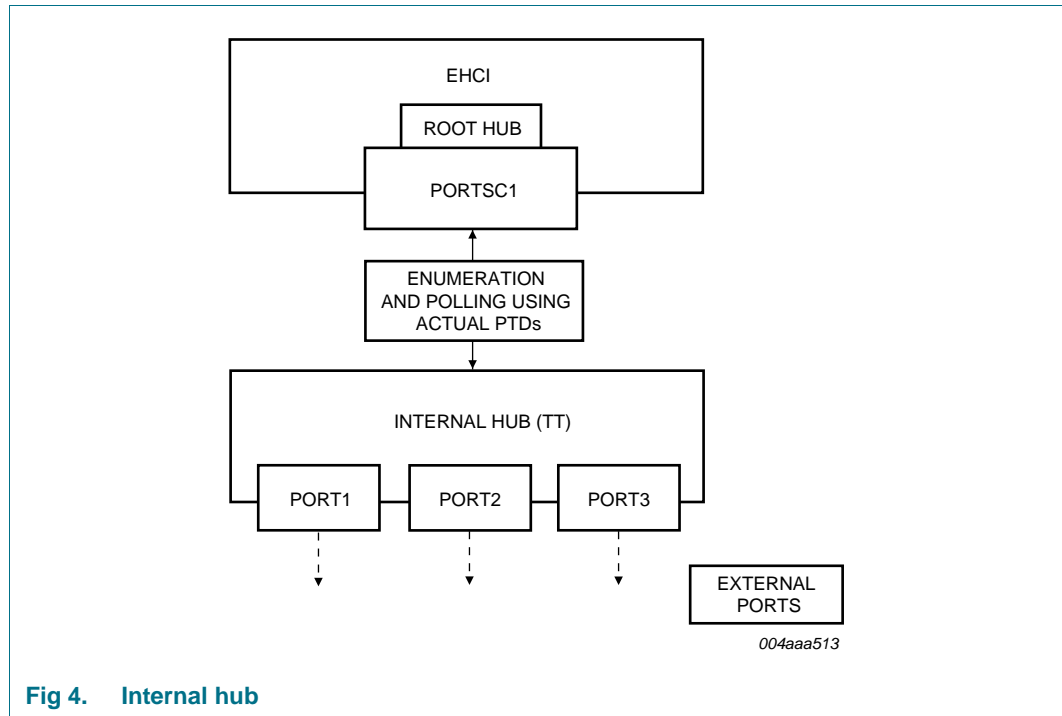 EHCI
ROOT HUB
PORTSC1
ENUMERATION
AND POLLING USING
ACTUAL PTDs
INTERNAL HUB (TT)
PORT1
PORT2
PORT3
EXTERNAL
PORTS
004aaa513
Fig 4. Internal hub